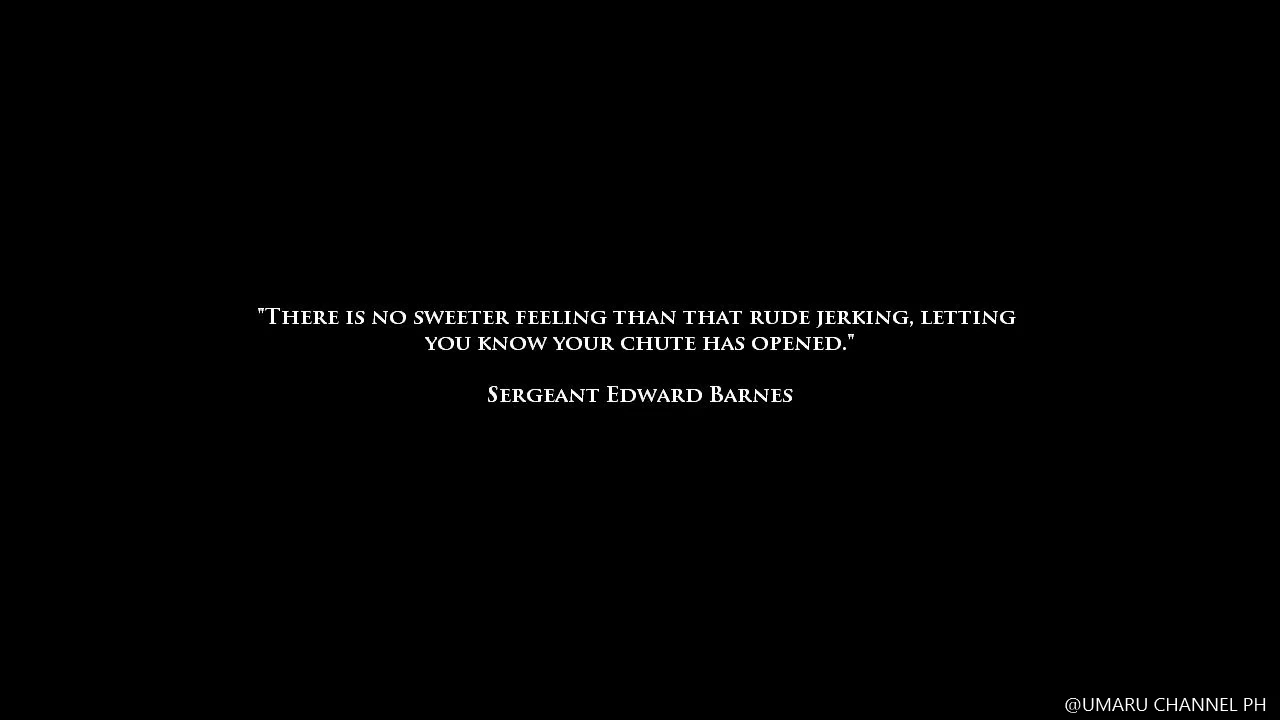 "There is no sweeter feeling than that rude jerking, letting
you know your chute has opened."
Sergeant Edward Barnes
@UMARU CHANNEL PH